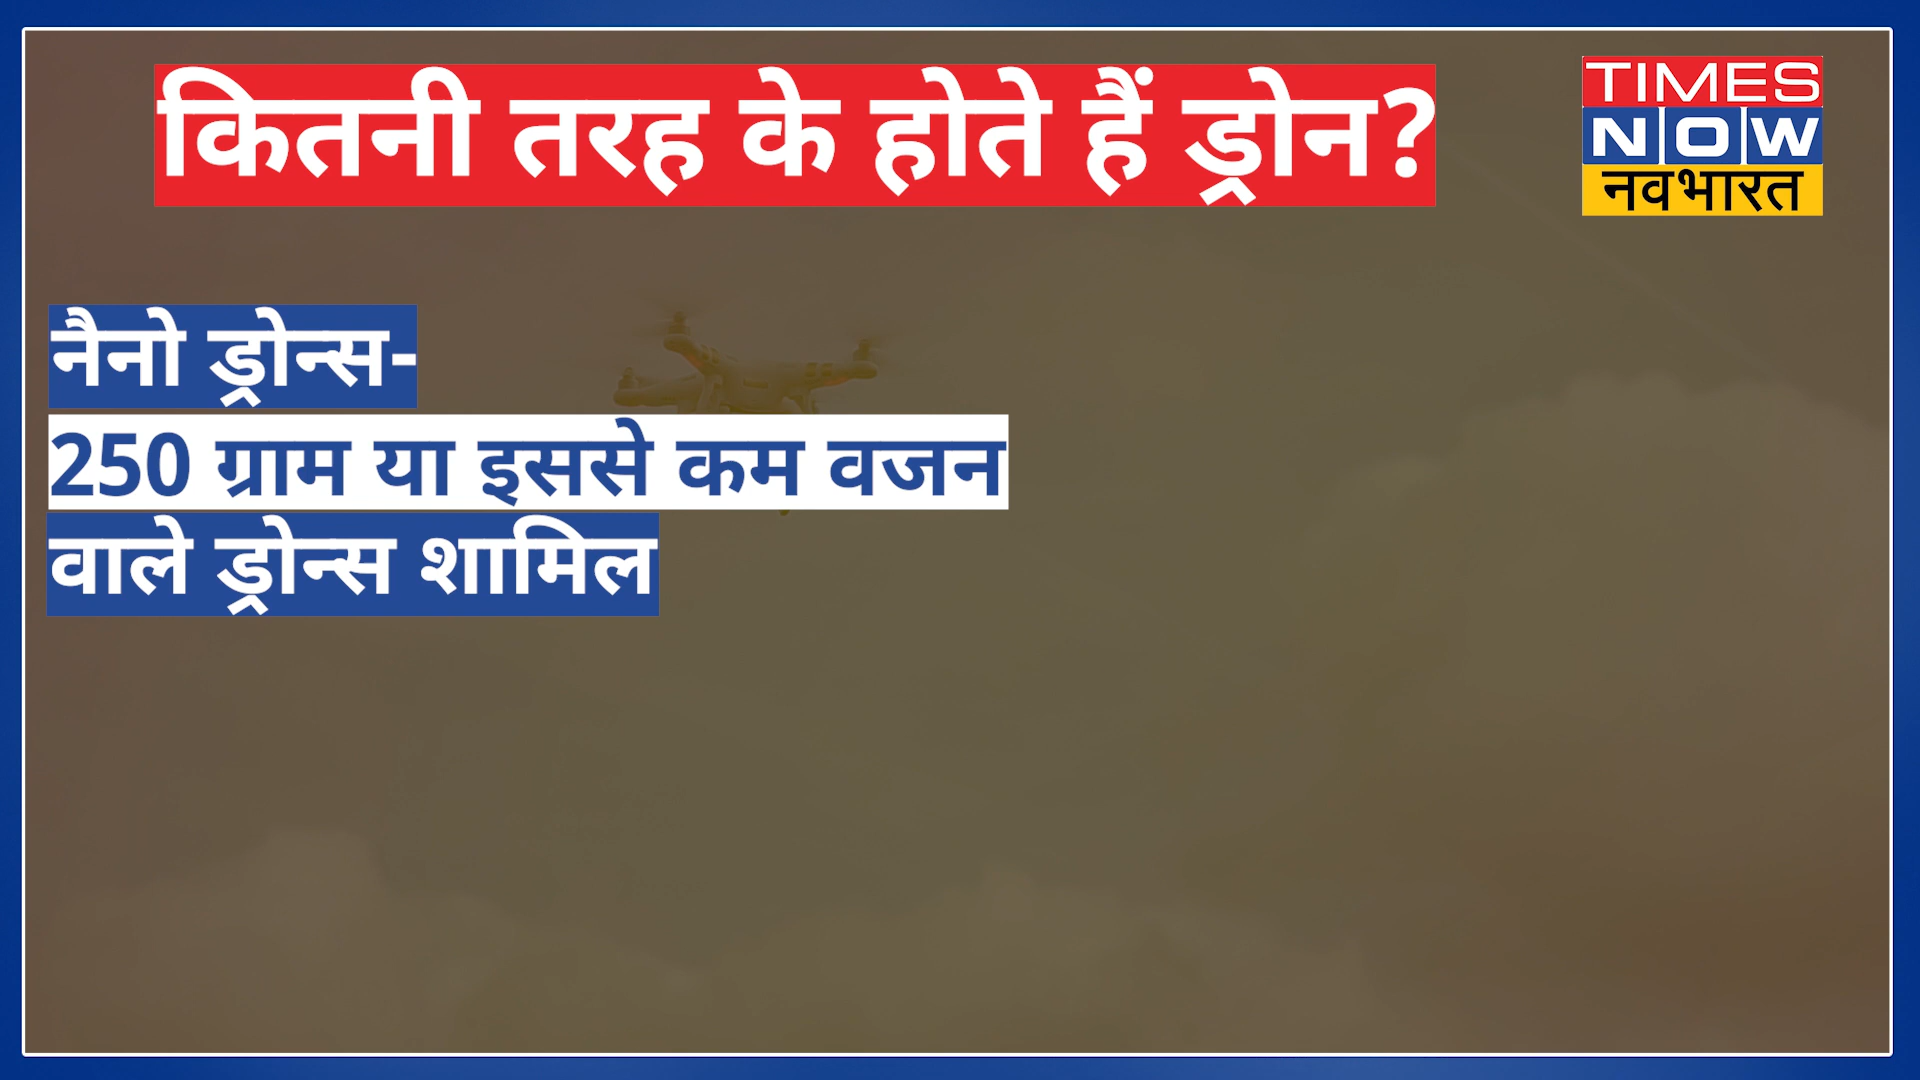 कितनी तरह के होते हैं ड्रोन?
TIMES
NOW
नवभारत
नैनो ड्रोन्स-
250 ग्राम या इससे कम वजन
वाले ड्रोन्स शामिल